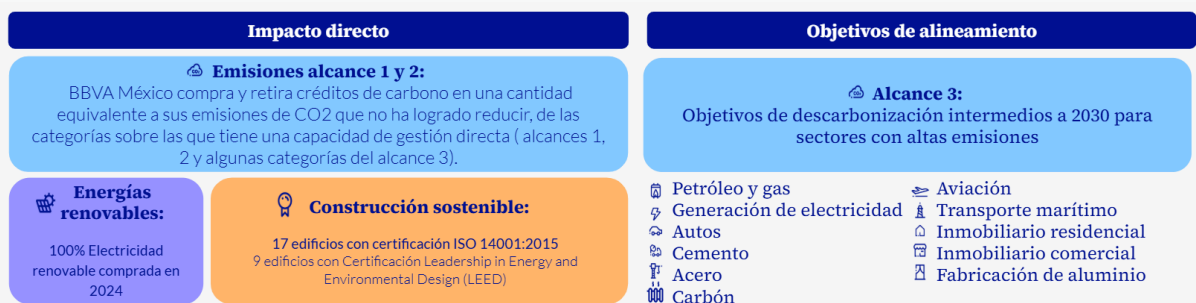 Impacto directo
Emisiones alcance 1 y 2:
BBVA México compra y retira créditos de carbono en una cantidad
equivalente a sus emisiones de CO2 que no ha logrado reducir, de las
categorías sobre las que tiene una capacidad de gestión directa ( alcances 1,
2 y algunas categorías del alcance 3).
Energías
renovables:
100% Electricidad
renovable comprada en
2024
Construcción sostenible:
17 edificios con certificación ISO 14001:2015
9 edificios con Certificación Leadership in Energy and
Environmental Design (LEED)
Objetivos de alineamiento
Alcance 3:
Objetivos de descarbonización intermedios a 2030 para
sectores con altas emisiones
Petróleo y gas
Generación de electricidad
Autos
Cemento
Acero
Carbón
Aviación
Transporte marítimo
Inmobiliario residencial
Inmobiliario comercial
Fabricación de aluminio